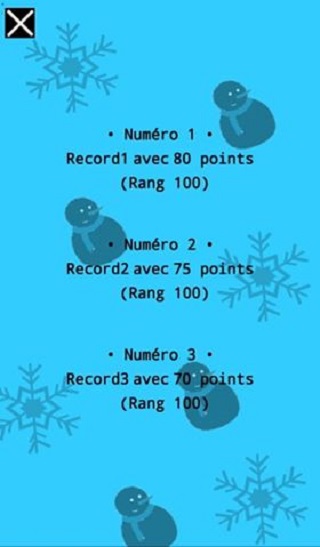 • Numéro 1 •
Record1 avec 80 points
(Rang 100)
• Numéro 2 •
Record2 avec 75 points
(Rang 100)
• Numéro 3 •
Record3 avec 70 points
(Rang 100)